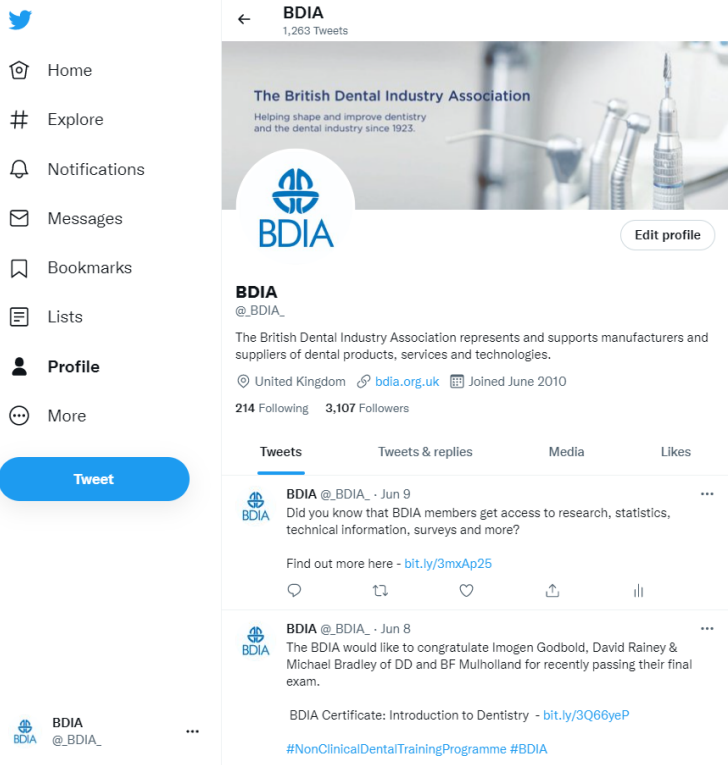 BDIA
1,263 Tweets
Home
Explore
Notifications
Messages
Bookmarks
Lists
Profile
More
Tweet
BDIA
@_BDIA_
The British Dental Industry Association
Helping shape and improve dentistry
and the dental industry since 1923.
BDIA
Edit profile
BDIA
@_BDIA_
The British Dental Industry Association represents and supports manufacturers and
suppliers of dental products, services and technologies.
United Kingdom bdia.org.uk Joined June 2010
214 Following 3,107 Followers
Tweets Tweets & replies Media Likes
BDIA
BDIA @_BDIA_ · Jun 9
Did you know that BDIA members get access to research, statistics,
technical information, surveys and more?
Find out more here - bit.ly/3mxAp25
BDIA
BDIA @_BDIA_ · Jun 8
The BDIA would like to congratulate Imogen Godbold, David Rainey &
Michael Bradley of DD and BF Mulholland for recently passing their final
exam.
BDIA Certificate: Introduction to Dentistry - bit.ly/3Q66yeP
#NonClinicalDentalTrainingProgramme #BDIA
BDIA